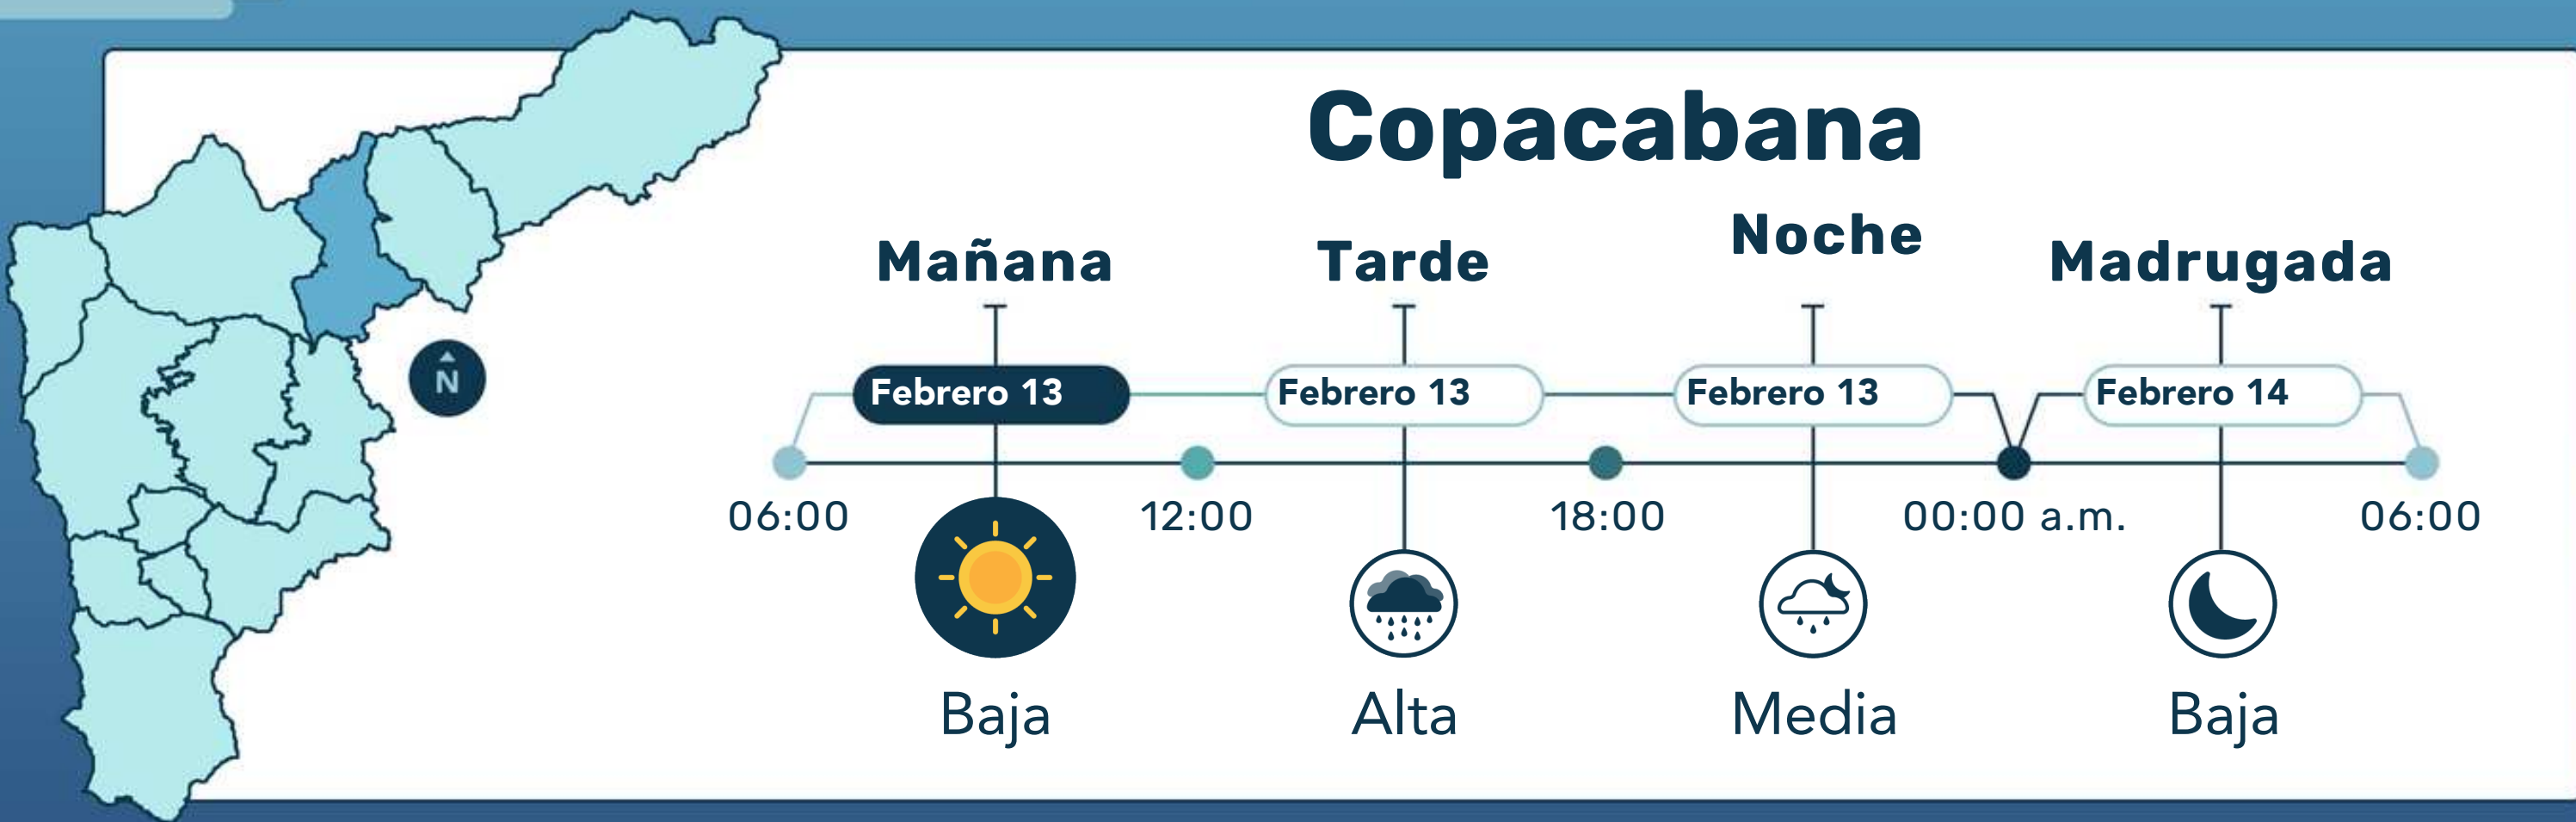 Copacabana
Mañana
Tarde
Noche
Madrugada
Febrero 13
Febrero 13
Febrero 13
Febrero 14
N
06:00
12:00
18:00
00:00 a.m.
06:00
Baja
Alta
Media
Baja